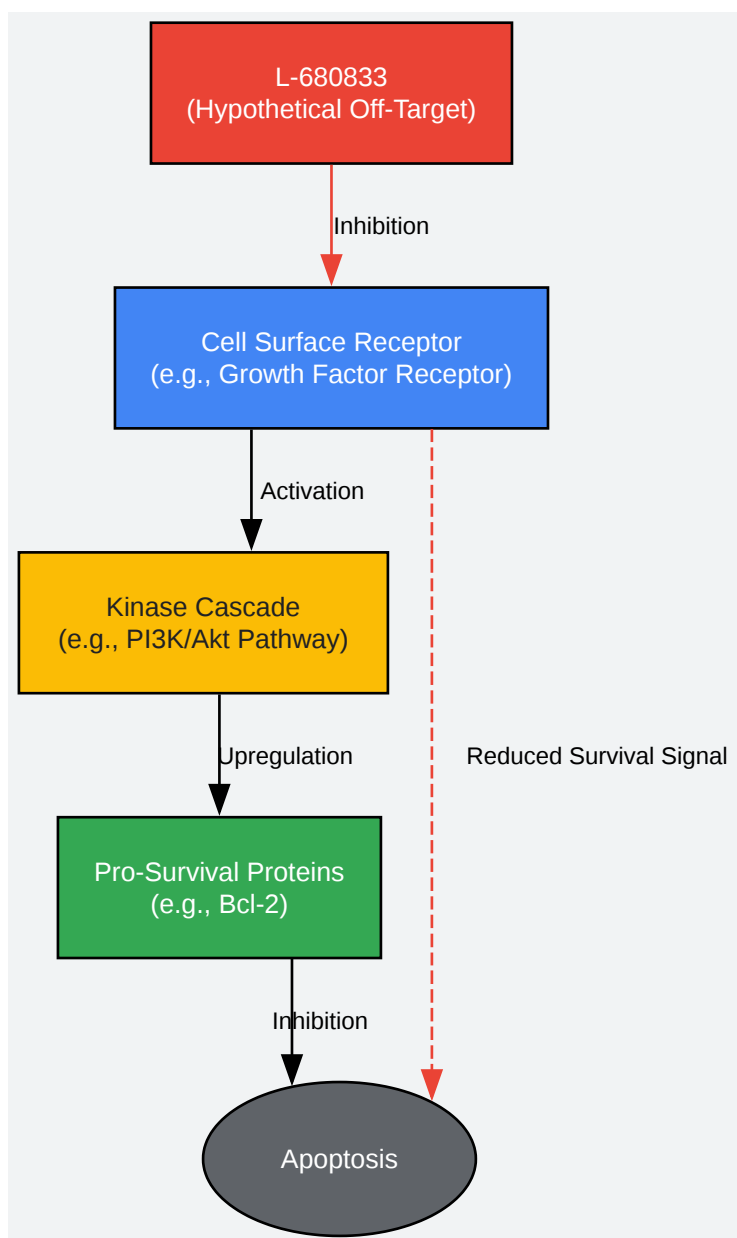 L-680833
(Hypothetical Off-Target)
Inhibition
Cell Surface Receptor
(e.g., Growth Factor Receptor)
Activation
Kinase Cascade
(e.g., PI3K/Akt Pathway)
Upregulation
Reduced Survival Signal
Pro-Survival Proteins
(e.g., Bcl-2)
Inhibition
Apoptosis